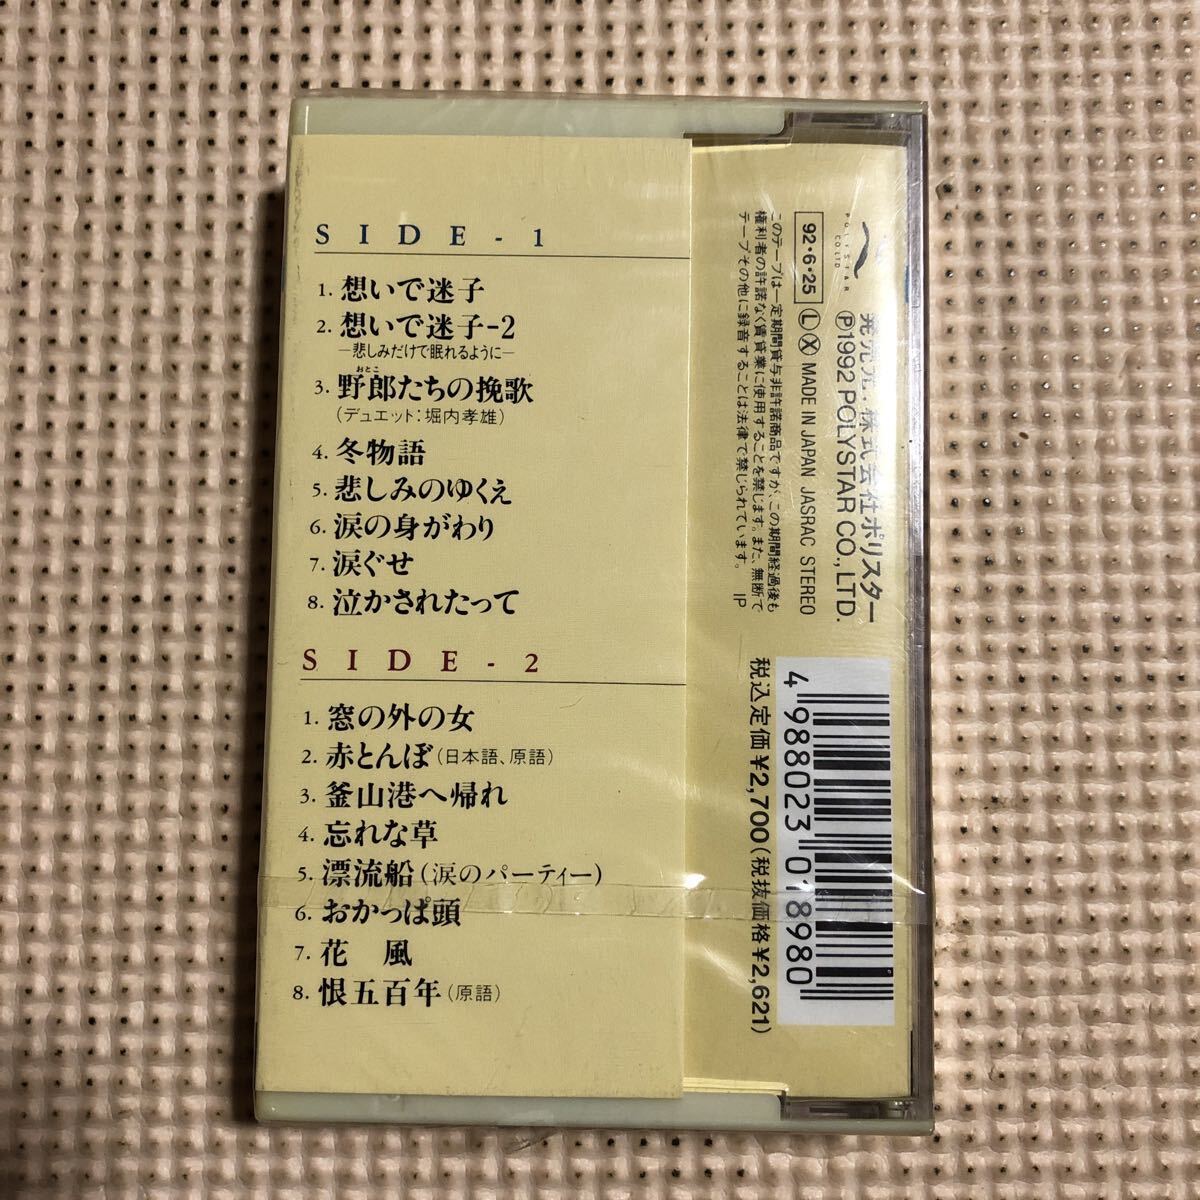 SIDE-1
1. 想いで迷子
2. 想いで迷子-2
—悲しみだけで眠れるように—
おとこ
3. 野郎たちの挽歌
(デュエット:堀内孝雄)
4. 冬物語
5. 悲しみのゆくえ
6. 涙の身がわり
7. 涙ぐせ
8. 泣かされたって
SIDE-2
1. 窓の外の女
2. 赤とんぼ(日本語、原語)
3. 釜山港へ帰れ
4. 忘れな草
5. 漂流船(涙のパーティー)
6. おかっぱ頭
7. 花 風
8. 恨五百年(原語)
POLYSTAR
CO.LTD
発売元:株式会社ポリスター
Ⓟ1992 POLYSTAR CO., LTD.
92・6・25 Ⓛ Ⓧ MADE IN JAPAN JASRAC STEREO
このテープは一定期間貸与非許諾商品ですが、この期間経過後も
権利者の許諾なく賃貸業に使用することを禁じます。また、無断で
テープその他に録音することは法律で禁じられています。 IP
4 988023 018980
税込定価¥2,700(税抜価格¥2,621)